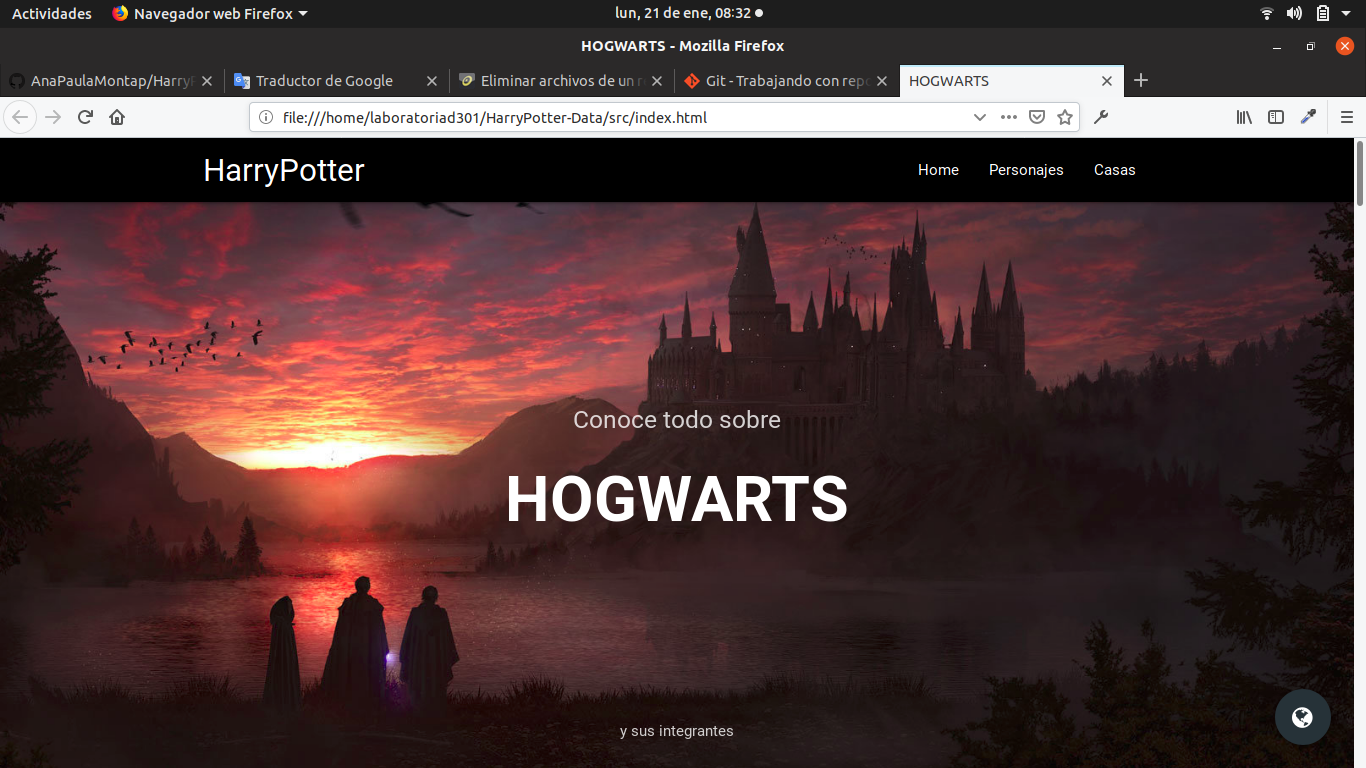 Actividades Navegador web Firefox lun, 21 de ene, 08:32
HOGWARTS - Mozilla Firefox
AnaPaulaMontap/Harry Traductor de Google Eliminar archivos de un r Git - Trabajando con repo HOGWARTS
file:///home/laboratoriad301/HarryPotter-Data/src/index.html
HarryPotter Home Personajes Casas
Conoce todo sobre
HOGWARTS
y sus integrantes